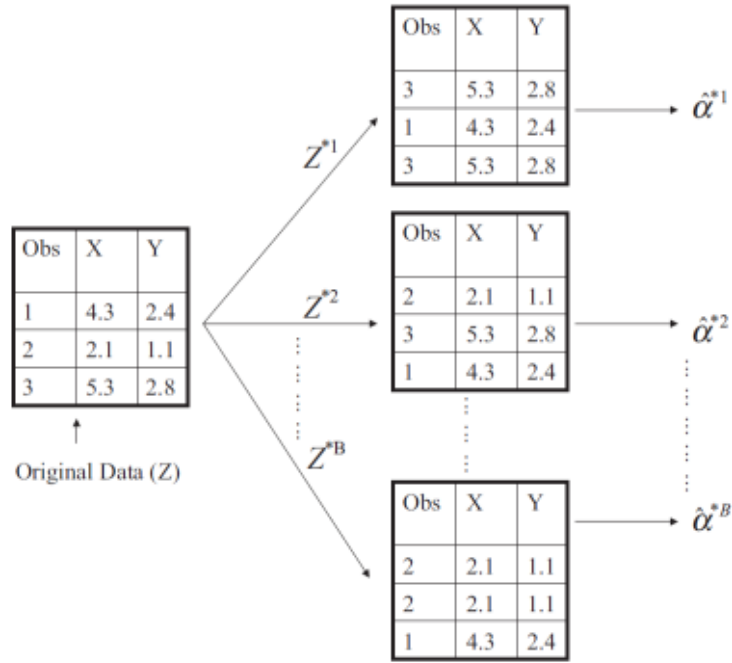 Obs X Y
3 5.3 2.8
1 4.3 2.4
3 5.3 2.8
α̂*1
Z*1
Obs X Y
1 4.3 2.4
2 2.1 1.1
3 5.3 2.8
Original Data (Z)
Z*2
Obs X Y
2 2.1 1.1
3 5.3 2.8
1 4.3 2.4
α̂*2
Z*B
Obs X Y
2 2.1 1.1
2 2.1 1.1
1 4.3 2.4
α̂*B